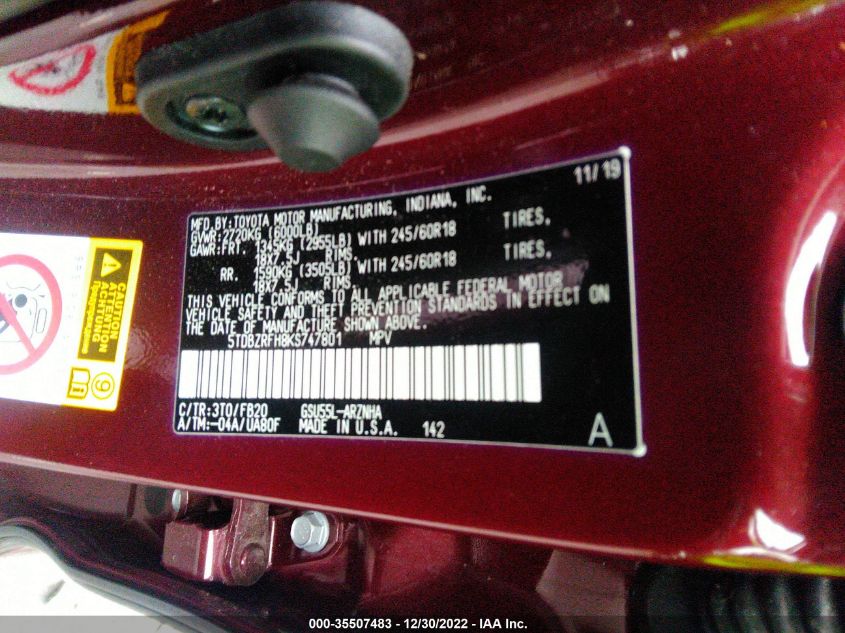 11/19
MFD. BY: TOYOTA MOTOR MANUFACTURING, INDIANA, INC.
GVWR: 2720KG (6000LB)
GAWR: FRT. 1345KG (2955LB) WITH 245/60R18 TIRES,
18X7.5J RIMS.
RR. 1590KG (3505LB) WITH 245/60R18 TIRES,
18X7.5J RIMS.
THIS VEHICLE CONFORMS TO ALL APPLICABLE FEDERAL MOTOR
VEHICLE SAFETY AND THEFT PREVENTION STANDARDS IN EFFECT ON
THE DATE OF MANUFACTURE SHOWN ABOVE.
5TDBZRFH8KS747801 MPV
C/TR: 3T0/FB20 GSU55L-ARZNHA
A/TM: -04A/UA80F MADE IN U.S.A. 142
A
CAUTION
ATTENTION
ACHTUNG
9
000-35507483 - 12/30/2022 - IAA Inc.